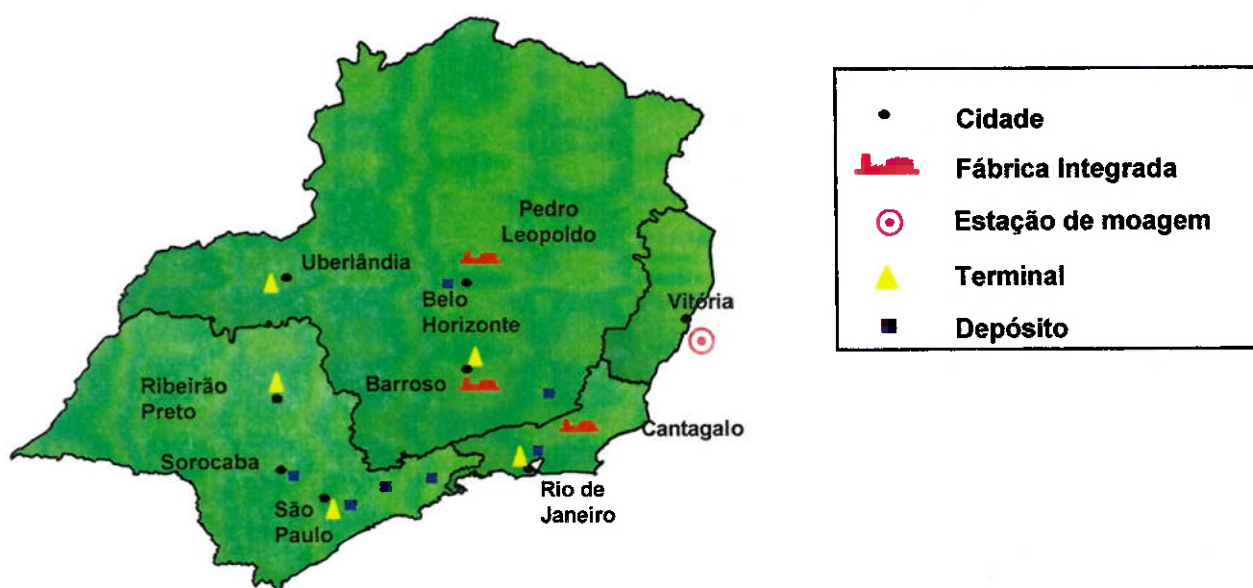 Pedro
Leopoldo
Uberlândia
Belo
Horizonte
Vitória
Barroso
Ribeirão
Preto
Cantagalo
Sorocaba
São
Paulo
Rio de
Janeiro
Cidade
Fábrica Integrada
Estação de moagem
Terminal
Depósito